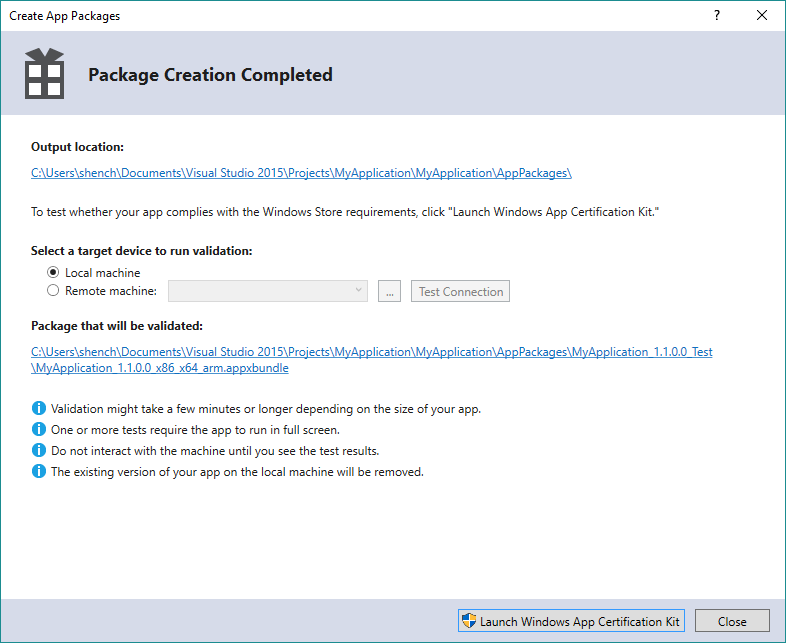 Create App Packages
?
Package Creation Completed
Output location:
C:\Users\shench\Documents\Visual Studio 2015\Projects\MyApplication\MyApplication\AppPackages\
To test whether your app complies with the Windows Store requirements, click "Launch Windows App Certification Kit."
Select a target device to run validation:
Local machine
Remote machine:
... Test Connection
Package that will be validated:
C:\Users\shench\Documents\Visual Studio 2015\Projects\MyApplication\MyApplication\AppPackages\MyApplication_1.1.0.0_Test
\MyApplication_1.1.0.0_x86_x64_arm.appxbundle
Validation might take a few minutes or longer depending on the size of your app.
One or more tests require the app to run in full screen.
Do not interact with the machine until you see the test results.
The existing version of your app on the local machine will be removed.
Launch Windows App Certification Kit Close